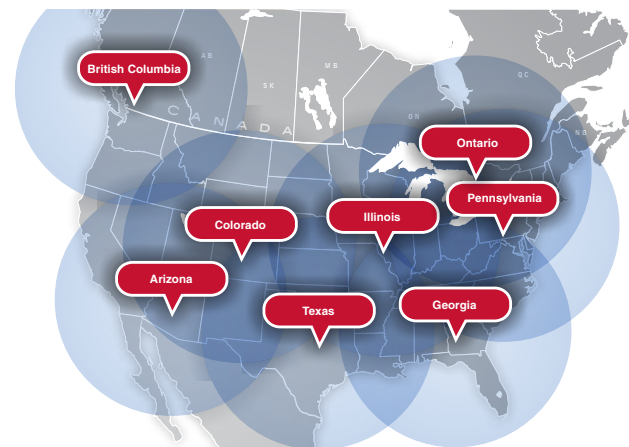 British Columbia
AB
SK
MB
ON
QC
NB
CANADA
Ontario
Pennsylvania
Illinois
Colorado
Arizona
Texas
Georgia